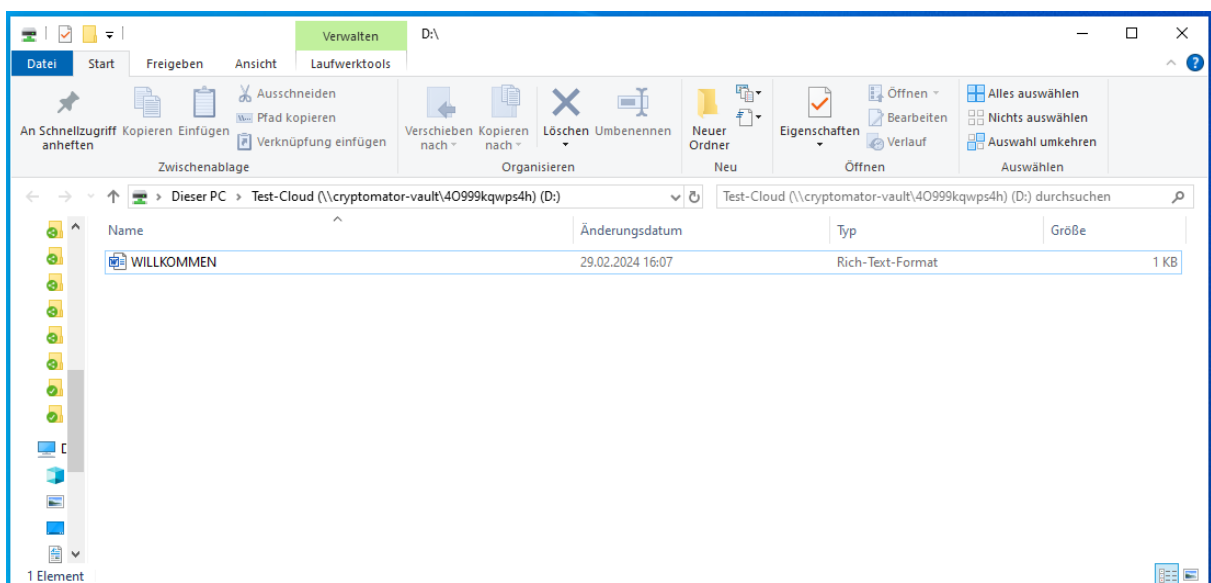 Verwalten D:\
Datei Start Freigeben Ansicht Laufwerktools
An Schnellzugriff anheften
Kopieren
Einfügen
Ausschneiden
Pfad kopieren
Verknüpfung einfügen
Zwischenablage
Verschieben nach
Kopieren nach
Löschen
Umbenennen
Organisieren
Neuer Ordner
Neu
Eigenschaften
Öffnen
Bearbeiten
Verlauf
Öffnen
Alles auswählen
Nichts auswählen
Auswahl umkehren
Auswählen
Dieser PC > Test-Cloud (\\cryptomator-vault\4O999kqwps4h) (D:)
Test-Cloud (\\cryptomator-vault\4O999kqwps4h) (D:) durchsuchen
Name Änderungsdatum Typ Größe
WILLKOMMEN 29.02.2024 16:07 Rich-Text-Format 1 KB
1 Element